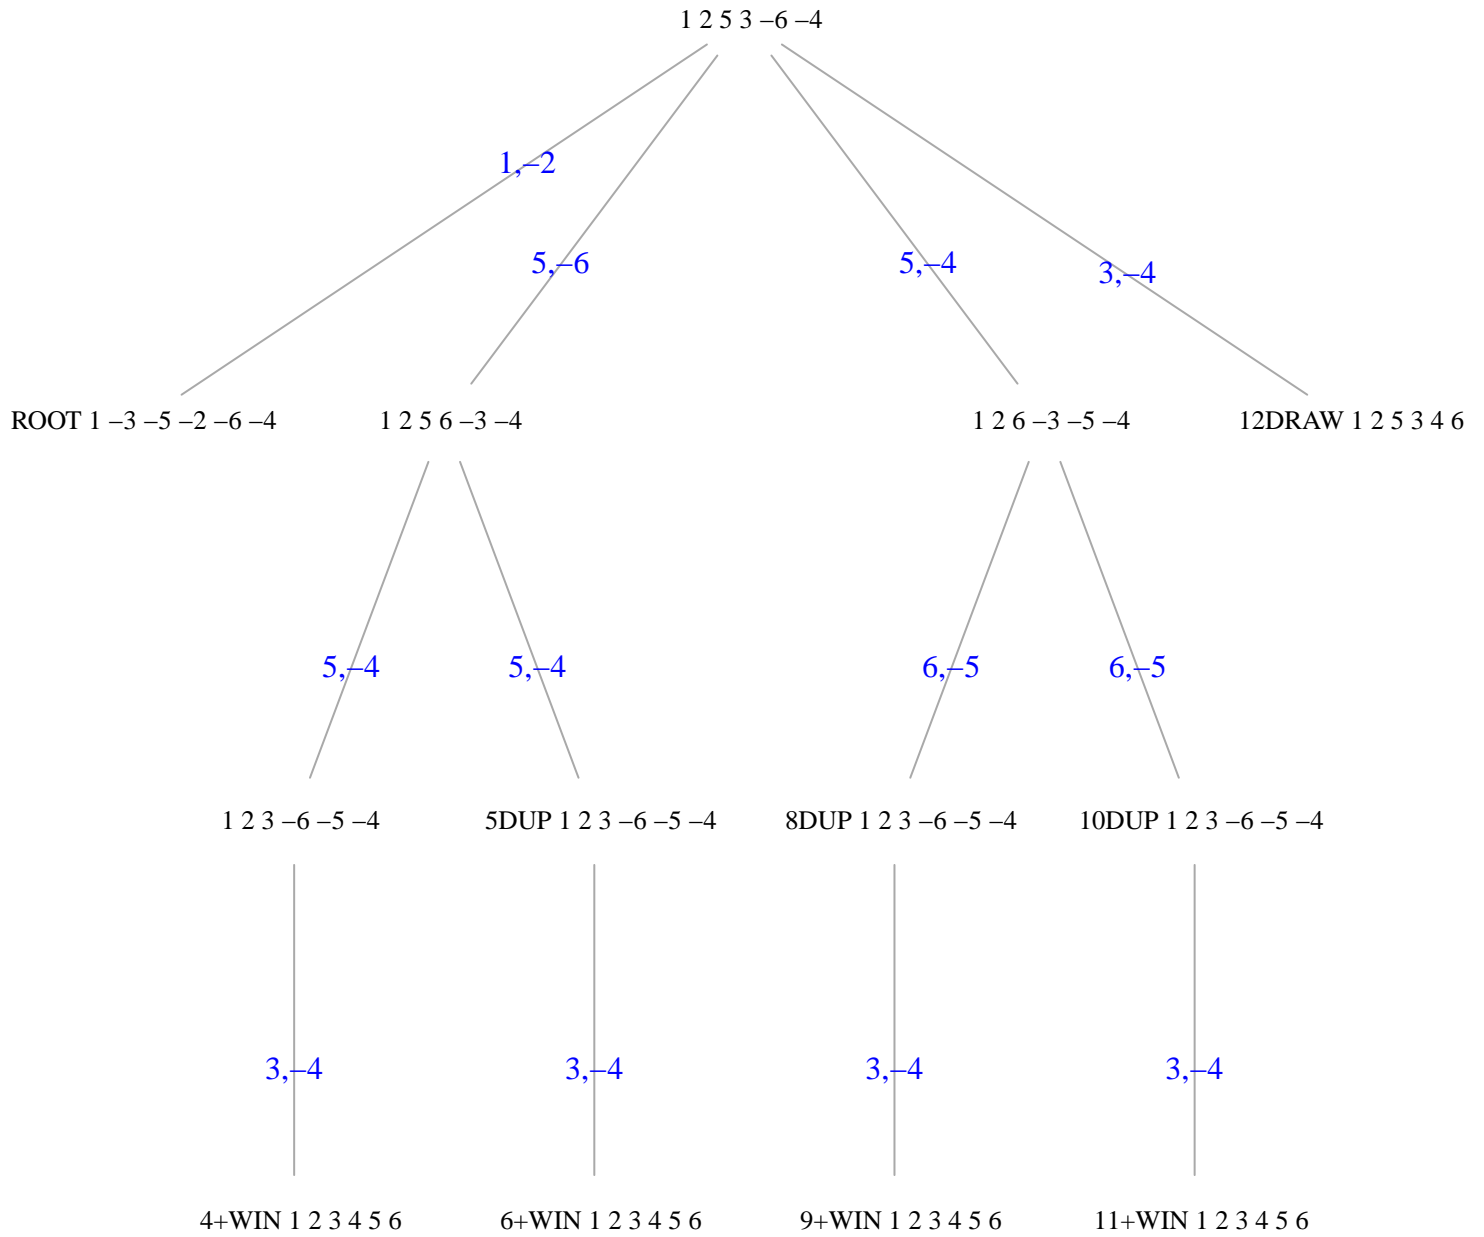 1 2 5 3 –6 –4
1,–2
5,–6
5,–4
3,–4
ROOT 1 –3 –5 –2 –6 –4
1 2 5 6 –3 –4
1 2 6 –3 –5 –4
12DRAW 1 2 5 3 4 6
5,–4
5,–4
6,–5
6,–5
1 2 3 –6 –5 –4
5DUP 1 2 3 –6 –5 –4
8DUP 1 2 3 –6 –5 –4
10DUP 1 2 3 –6 –5 –4
3,–4
3,–4
3,–4
3,–4
4+WIN 1 2 3 4 5 6
6+WIN 1 2 3 4 5 6
9+WIN 1 2 3 4 5 6
11+WIN 1 2 3 4 5 6